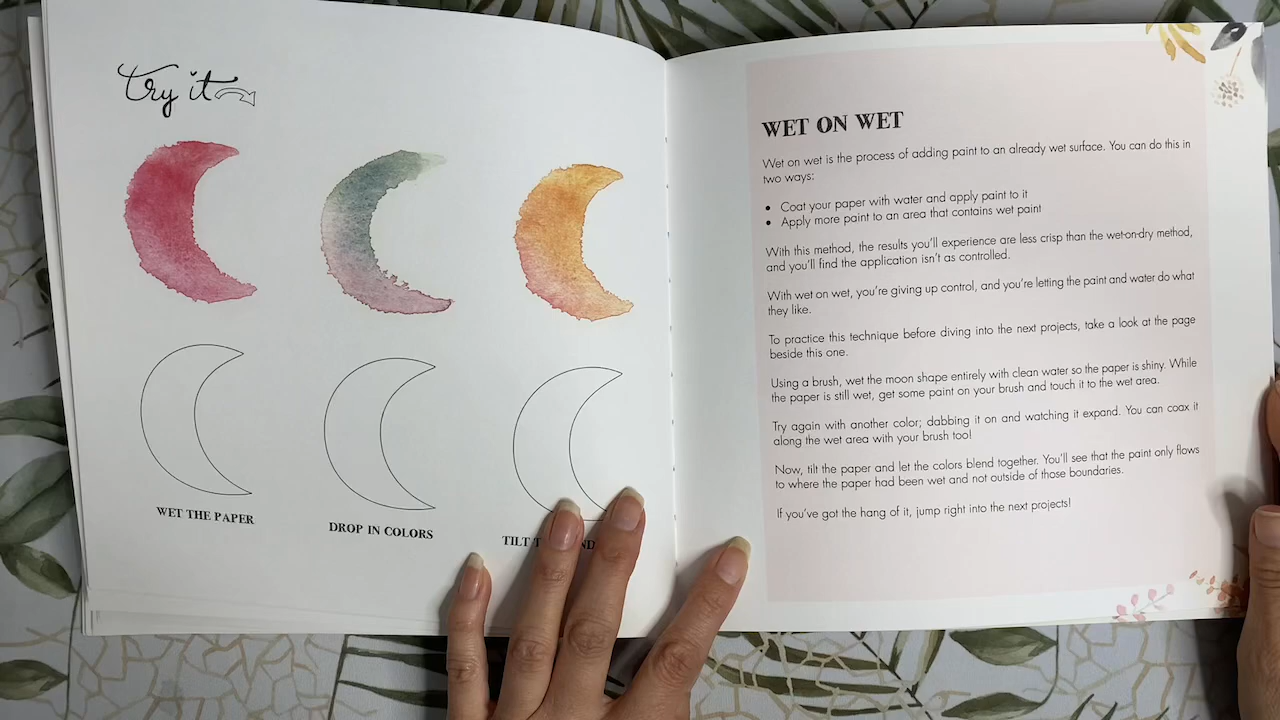 try it
WET THE PAPER
DROP IN COLORS
TILT
WET ON WET
Wet on wet is the process of adding paint to an already wet surface. You can do this in
two ways:
• Coat your paper with water and apply paint to it
• Apply more paint to an area that contains wet paint
With this method, the results you'll experience are less crisp than the wet-on-dry method,
and you'll find the application isn't as controlled.
With wet on wet, you're giving up control, and you're letting the paint and water do what
they like.
To practice this technique before diving into the next projects, take a look at the page
beside this one.
Using a brush, wet the moon shape entirely with clean water so the paper is shiny. While
the paper is still wet, get some paint on your brush and touch it to the wet area.
Try again with another color; dabbing it on and watching it expand. You can coax it
along the wet area with your brush too!
Now, tilt the paper and let the colors blend together. You'll see that the paint only flows
to where the paper had been wet and not outside of those boundaries.
If you've got the hang of it, jump right into the next projects!